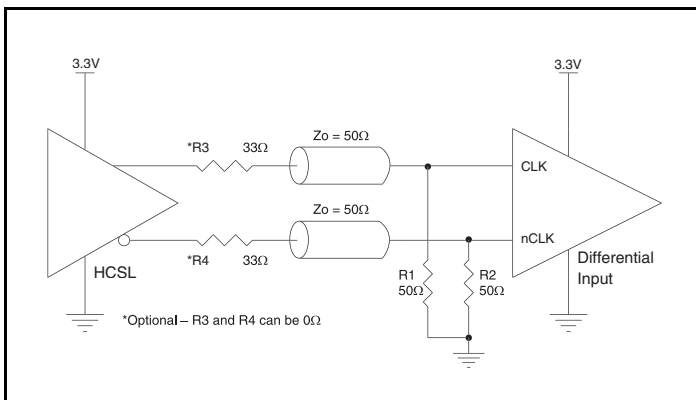 3.3V
3.3V
*R3 33Ω
Zo = 50Ω
CLK
Zo = 50Ω
nCLK
HCSL
*R4 33Ω
R1
50Ω
R2
50Ω
Differential
Input
*Optional – R3 and R4 can be 0Ω